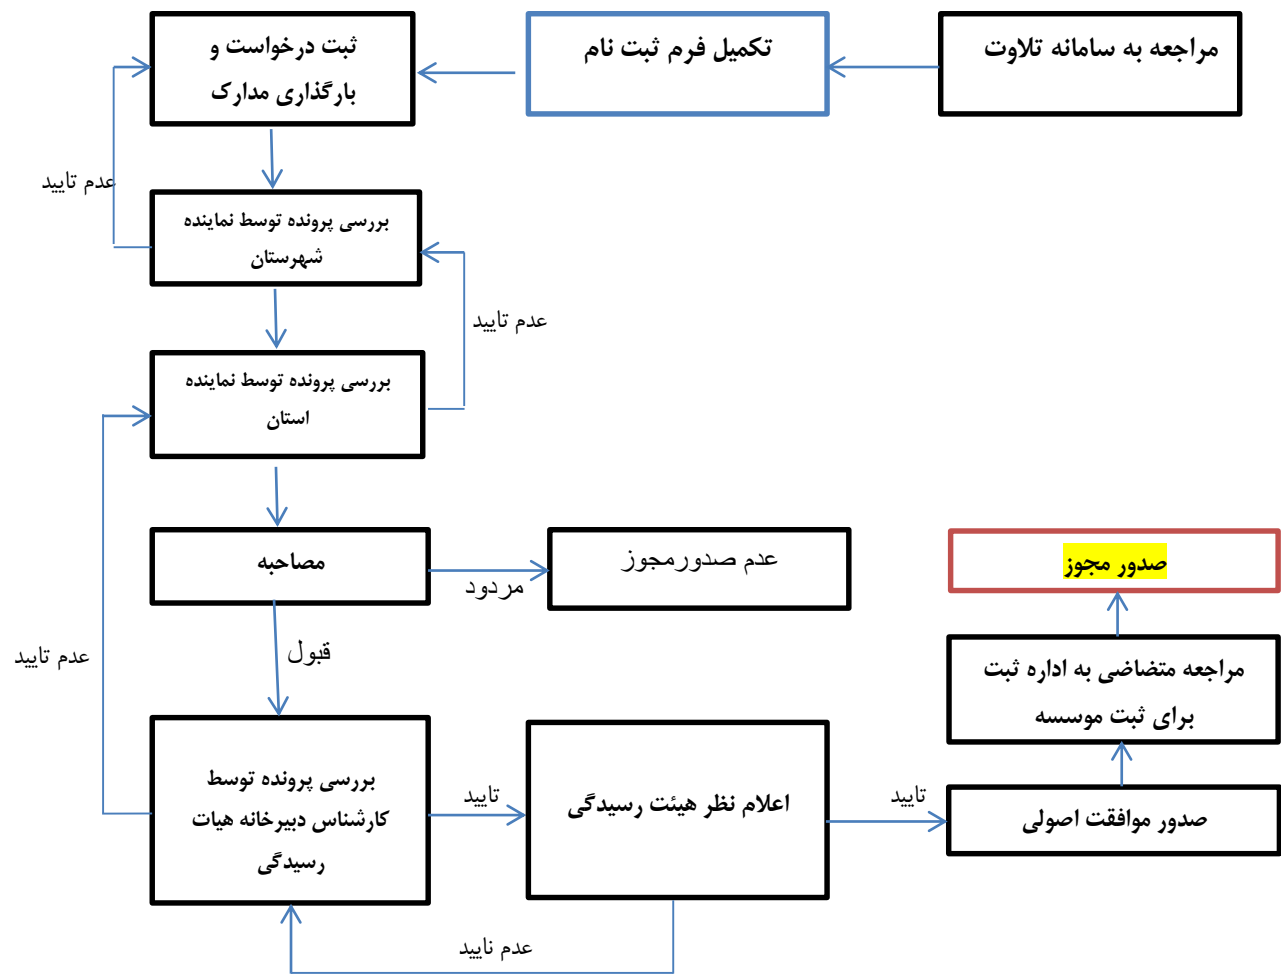 مراجعه به سامانه تلاوت
تکمیل فرم ثبت نام
ثبت درخواست و
بارگذاری مدارک
عدم تایید
بررسی پرونده توسط نماینده
شهرستان
عدم تایید
بررسی پرونده توسط نماینده
استان
مصاحبه
مردود
عدم صدورمجوز
قبول
عدم تایید
بررسی پرونده توسط
کارشناس دبیرخانه هیات
رسیدگی
تایید
اعلام نظر هیئت رسیدگی
عدم نایید
تایید
صدور موافقت اصولی
مراجعه متضاضی به اداره ثبت
برای ثبت موسسه
صدور مجوز